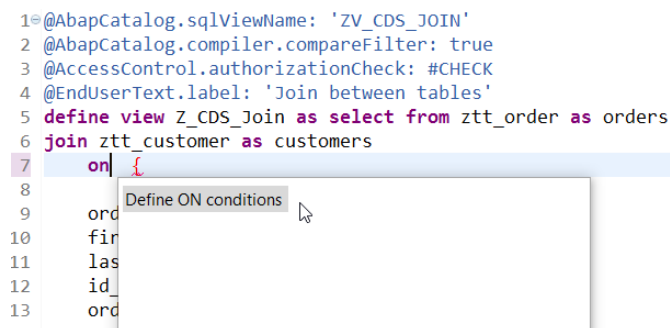 1 @AbapCatalog.sqlViewName: 'ZV_CDS_JOIN'
2 @AbapCatalog.compiler.compareFilter: true
3 @AccessControl.authorizationCheck: #CHECK
4 @EndUserText.label: 'Join between tables'
5 define view Z_CDS_Join as select from ztt_order as orders
6 join ztt_customer as customers
7 on {
8
Define ON conditions
9 ord
10 fir
11 las
12 id_
13 ord